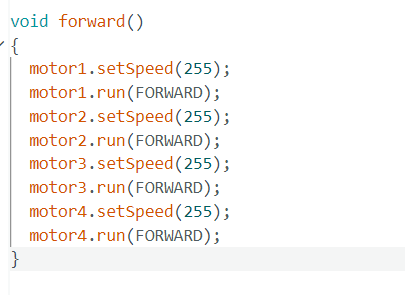 void forward()
{
  motor1.setSpeed(255);
  motor1.run(FORWARD);
  motor2.setSpeed(255);
  motor2.run(FORWARD);
  motor3.setSpeed(255);
  motor3.run(FORWARD);
  motor4.setSpeed(255);
  motor4.run(FORWARD);
}